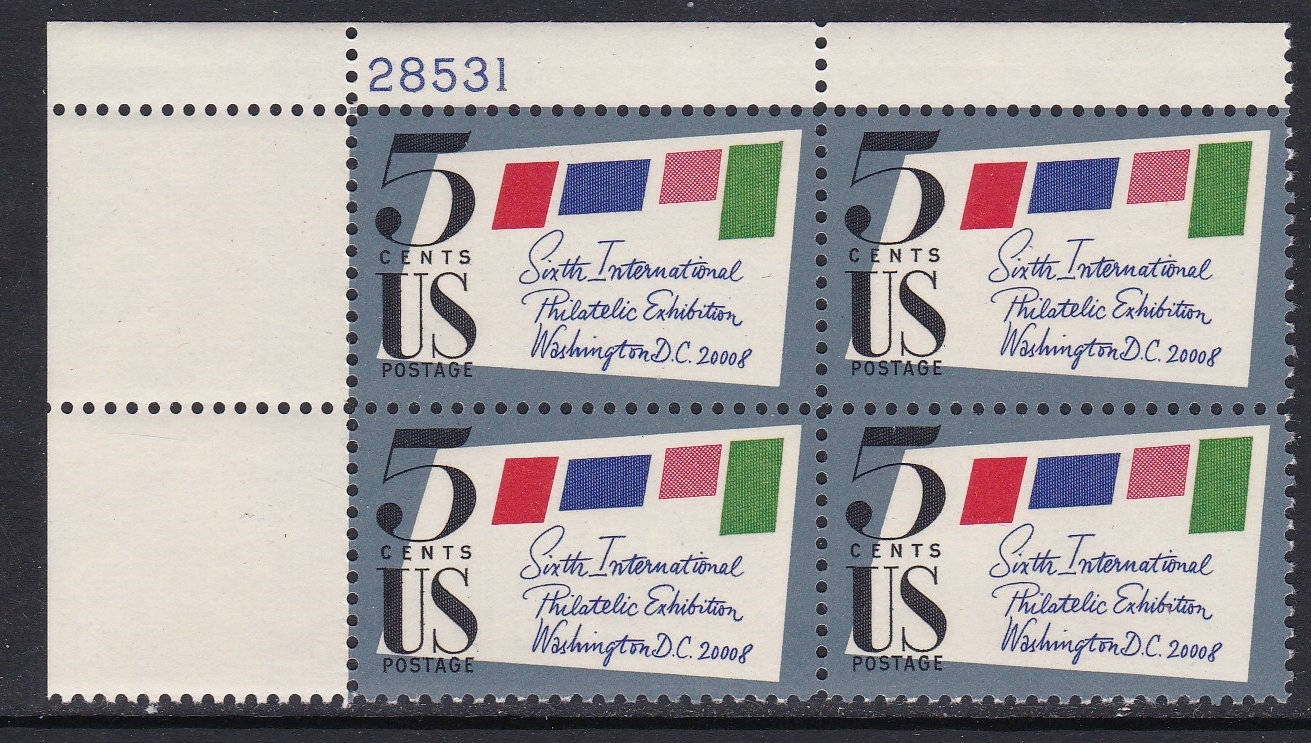 28531
5
CENTS
US
POSTAGE
Sixth International
Philatelic Exhibition
Washington D.C. 20008
5
CENTS
US
POSTAGE
Sixth International
Philatelic Exhibition
Washington D.C. 20008
5
CENTS
US
POSTAGE
Sixth International
Philatelic Exhibition
Washington D.C. 20008
5
CENTS
US
POSTAGE
Sixth International
Philatelic Exhibition
Washington D.C. 20008